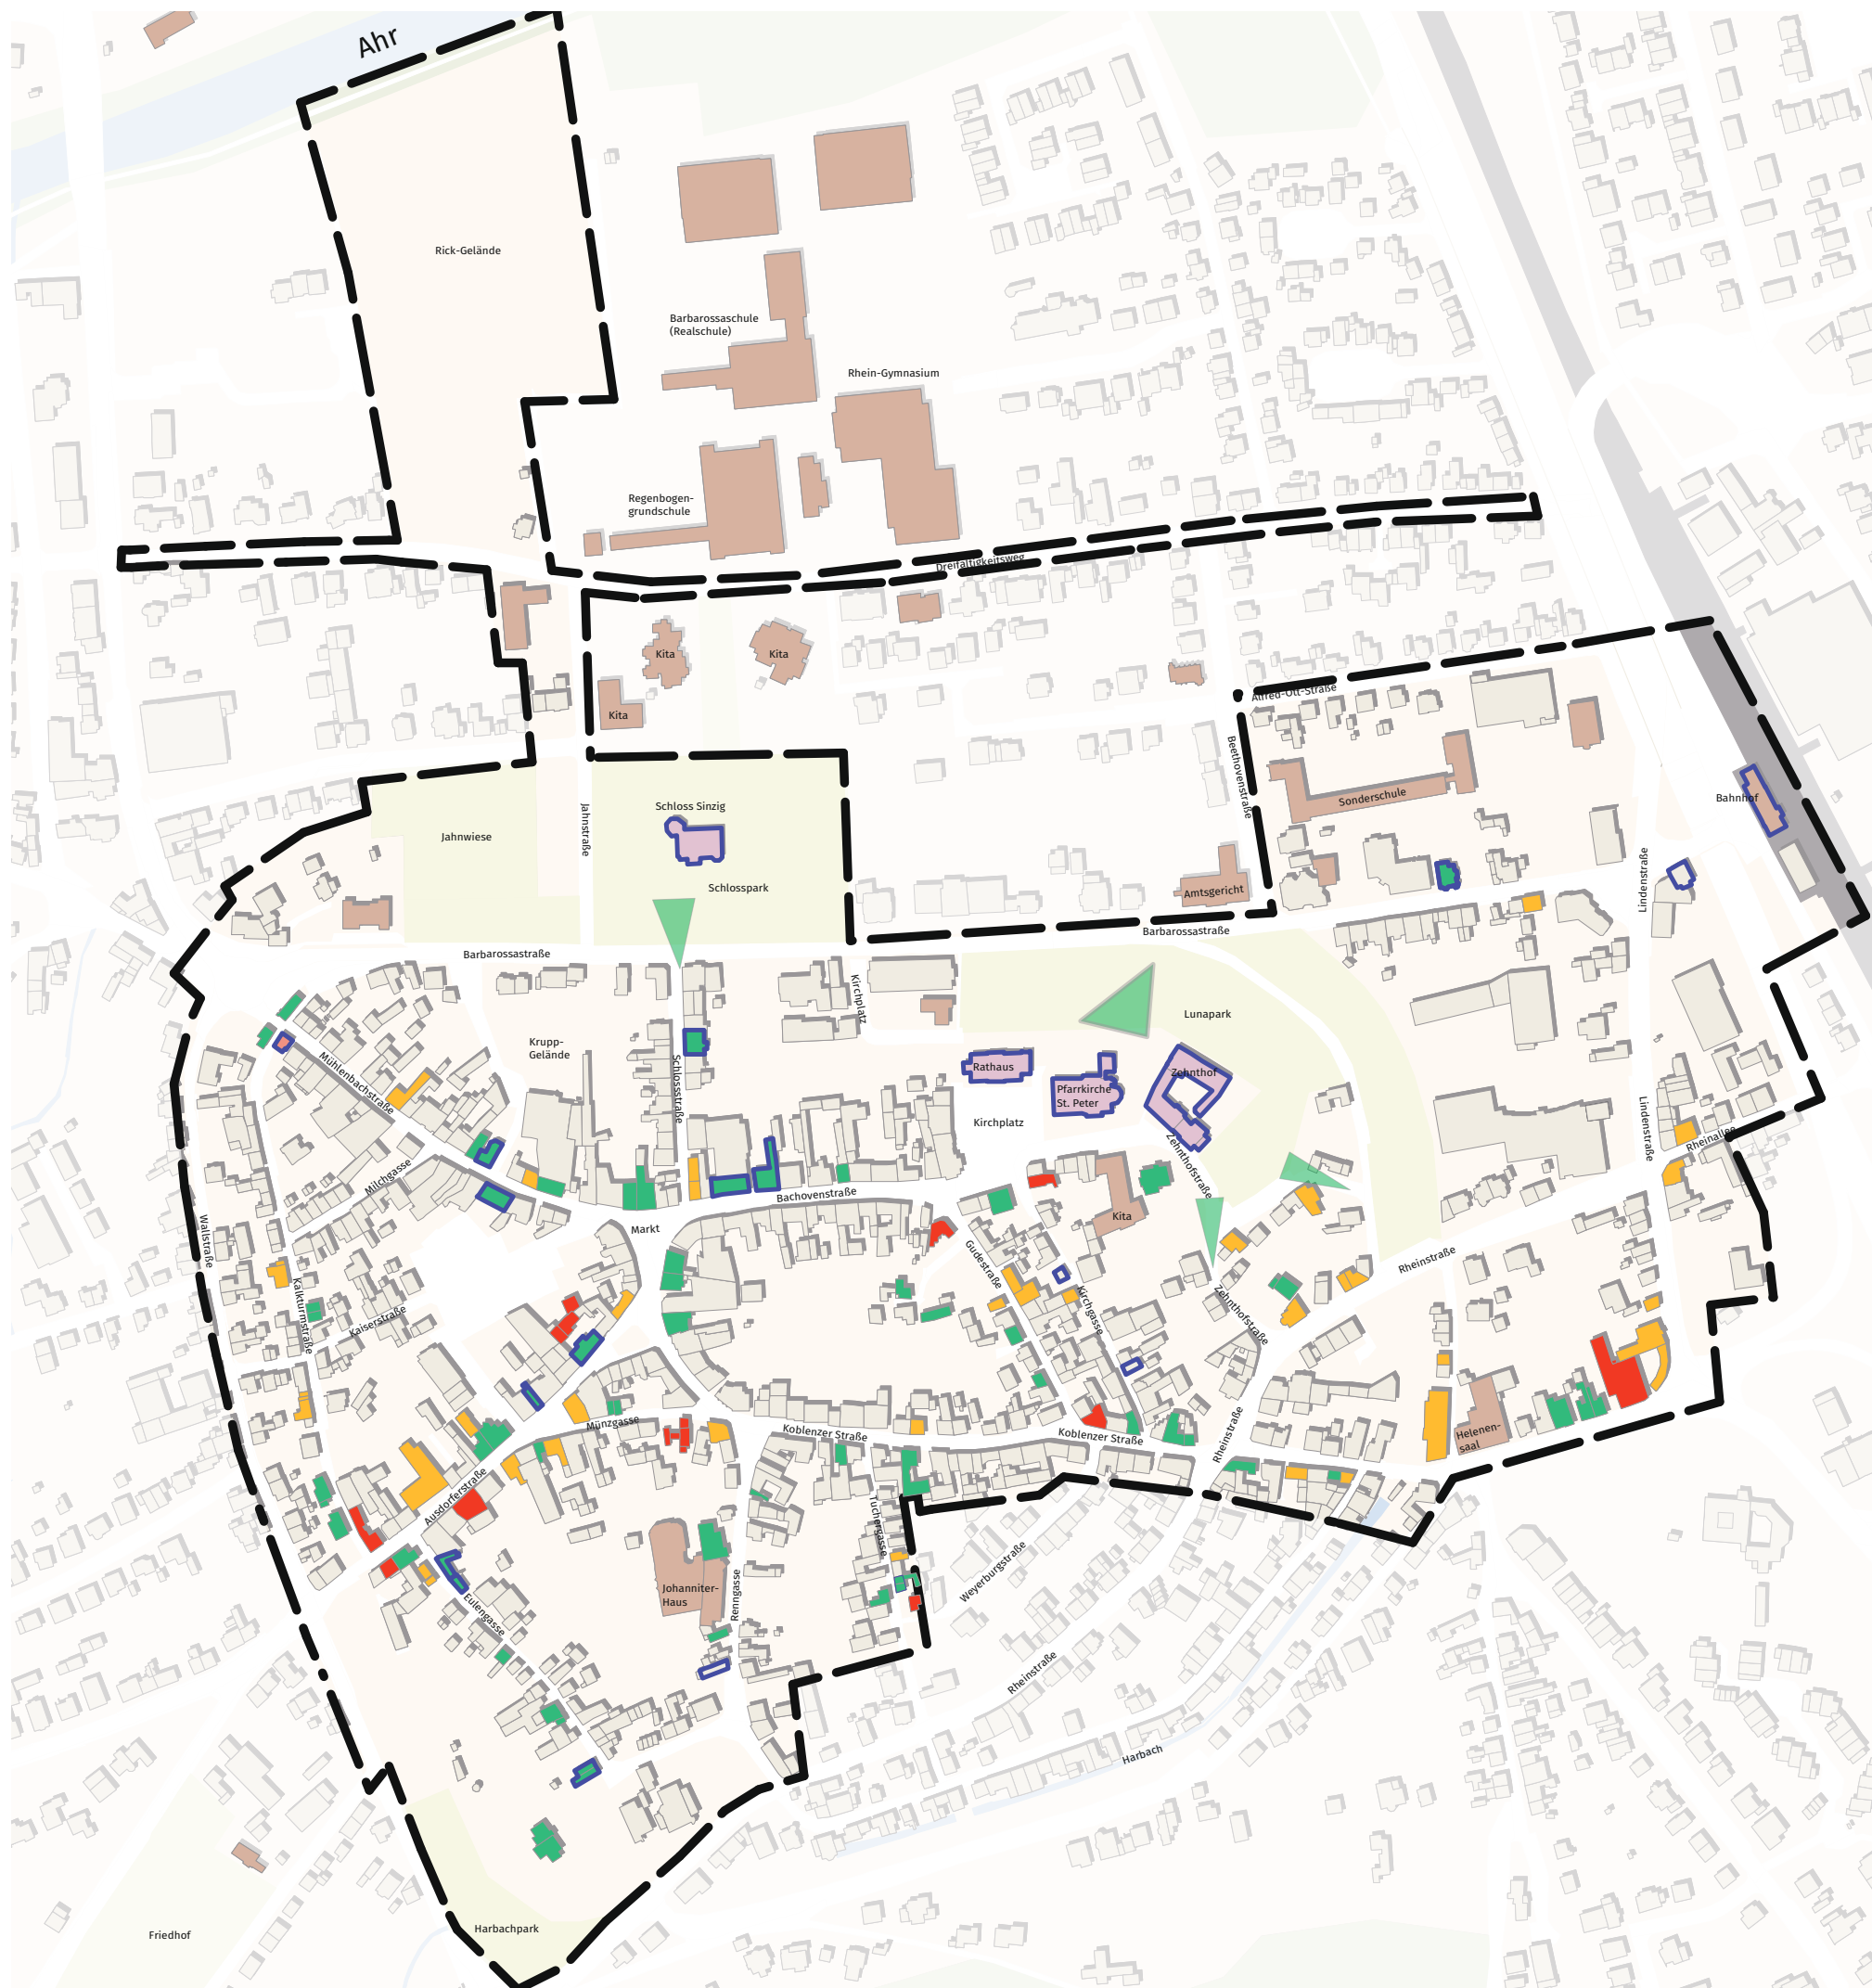 Ahr
Rick-Gelände
Barbarossaschule
(Realschule)
Rhein-Gymnasium
Regenbogen-
grundschule
Dreifaltigkeitsweg
Kita
Kita
Kita
Alfred-Ott-Straße
Beethovenstraße
Sonderschule
Bahnhof
Schloss Sinzig
Jahnwiese
Jahnstraße
Schlosspark
Amtsgericht
Lindenstraße
Barbarossastraße
Barbarossastraße
Kirchplatz
Lunapark
Krupp-
Gelände
Mühlenbachstraße
Schlossstraße
Rathaus
Zehnthof
Pfarrkirche
St. Peter
Kirchplatz
Lindenstraße
Rheinallee
Zehnthofstraße
Milchgasse
Bachovenstraße
Kita
Markt
Wallstraße
Gudestraße
Rheinstraße
Kalkturmstraße
Kaiserstraße
Kirchgasse
Zehnthofstraße
Münzgasse
Koblenzer Straße
Koblenzer Straße
Rheinstraße
Helenen-
saal
Ausdorferstraße
Tuchergasse
Weyerburgstraße
Johanniter-
Haus
Renngasse
Eulengasse
Rheinstraße
Harbach
Harbachpark
Friedhof